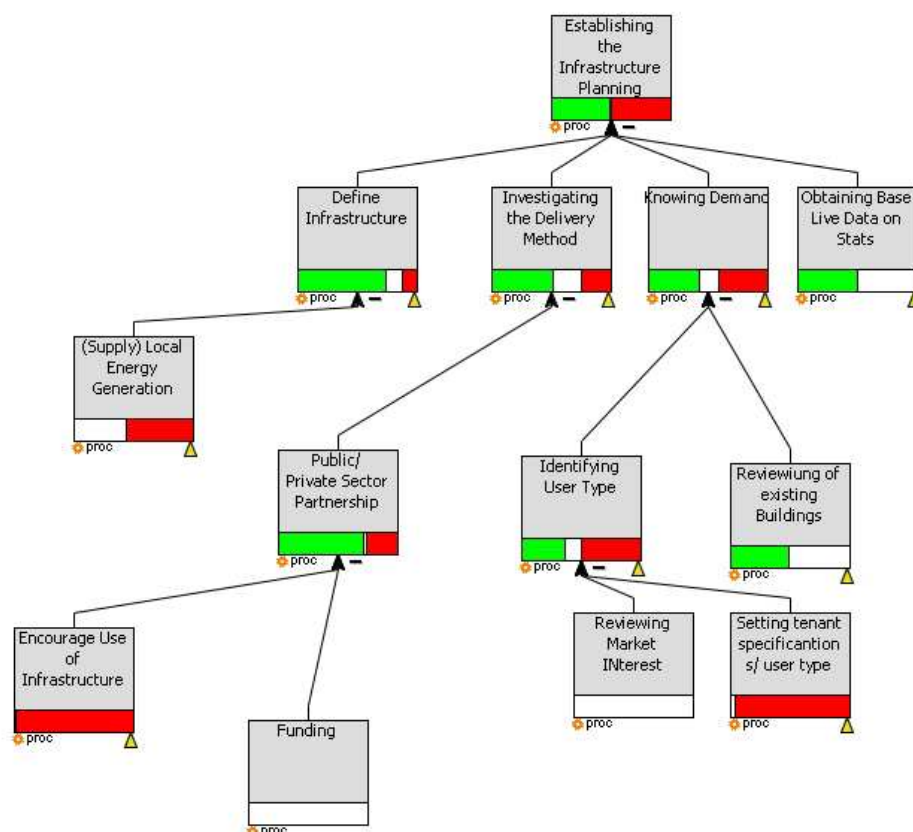 Establishing
the
Infrastructure
Planning
proc
Define
Infrastructure
proc
Investigating
the Delivery
Method
proc
Knowing Demand
proc
Obtaining Base
Live Data on
Stats
proc
(Supply) Local
Energy
Generation
proc
Public/
Private Sector
Partnership
proc
Identifying
User Type
proc
Reviewiung of
existing
Buildings
proc
Encourage Use
of
Infrastructure
proc
Funding
proc
Reviewing
Market
INterest
proc
Setting tenant
specificantion
s/ user type
proc